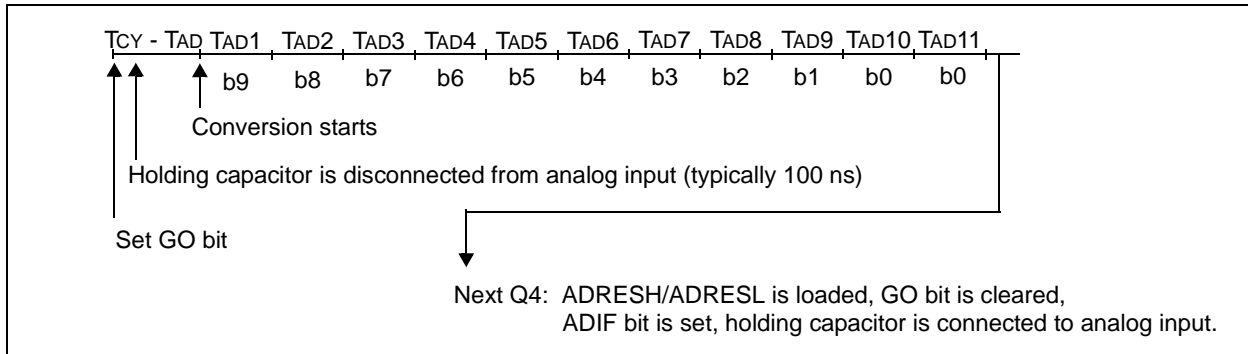 TCY - TAD TAD1 TAD2 TAD3 TAD4 TAD5 TAD6 TAD7 TAD8 TAD9 TAD10 TAD11
b9 b8 b7 b6 b5 b4 b3 b2 b1 b0 b0
Conversion starts
Holding capacitor is disconnected from analog input (typically 100 ns)
Set GO bit
Next Q4: ADRESH/ADRESL is loaded, GO bit is cleared,
ADIF bit is set, holding capacitor is connected to analog input.